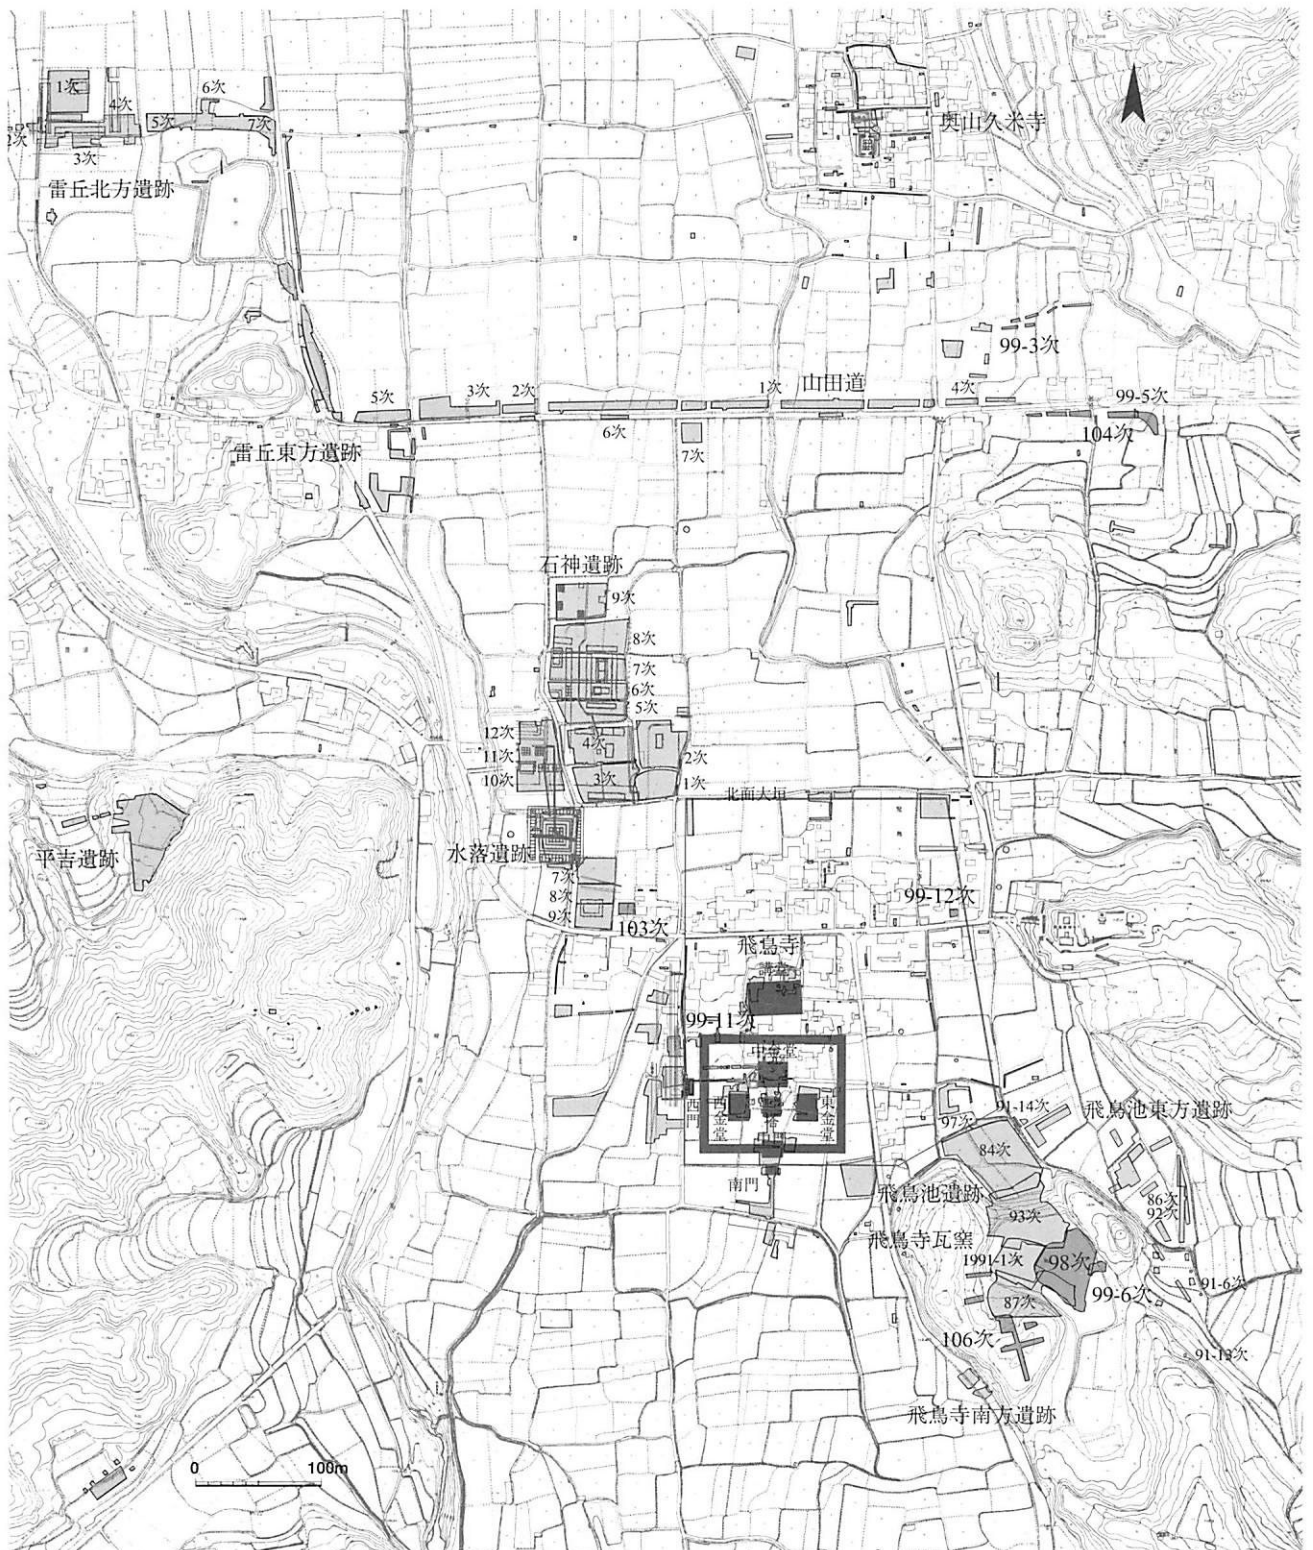 1次
4次
6次
5次
7次
2次
3次
雷丘北方遺跡
奥山久米寺
99-3次
5次
3次
2次
1次
山田道
4次
99-5次
6次
104次
雷丘東方遺跡
7次
石神遺跡
9次
8次
7次
6次
5次
12次
4次
11次
2次
10次
3次
1次
北面大垣
平吉遺跡
水落遺跡
7次
8次
9次
103次
99-12次
飛鳥寺
講堂
99-11次
中金堂
西門
西金堂
塔
東金堂
南門
97次
91-14次
飛鳥池東方遺跡
84次
飛鳥池遺跡
86次
92次
93次
飛鳥寺瓦窯
1991-1次
98次
91-6次
99-6次
87次
106次
91-13次
飛鳥寺南方遺跡
0
100m